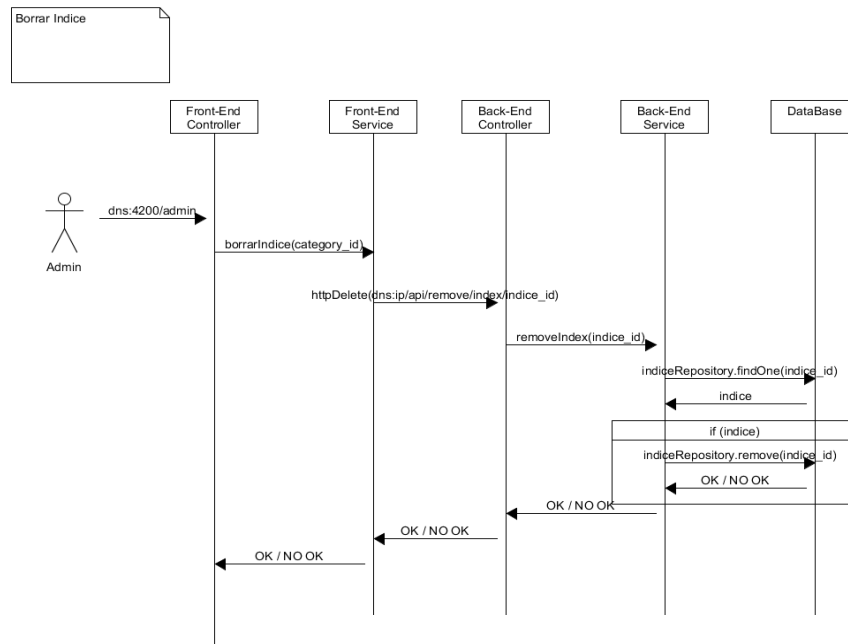 Borrar Indice
Front-End
Controller
Front-End
Service
Back-End
Controller
Back-End
Service
DataBase
dns:4200/admin
Admin
borrarIndice(category_id)
httpDelete(dns:ip/api/remove/index/indice_id)
removeIndex(indice_id)
indiceRepository.findOne(indice_id)
indice
if (indice)
indiceRepository.remove(indice_id)
OK / NO OK
OK / NO OK
OK / NO OK
OK / NO OK